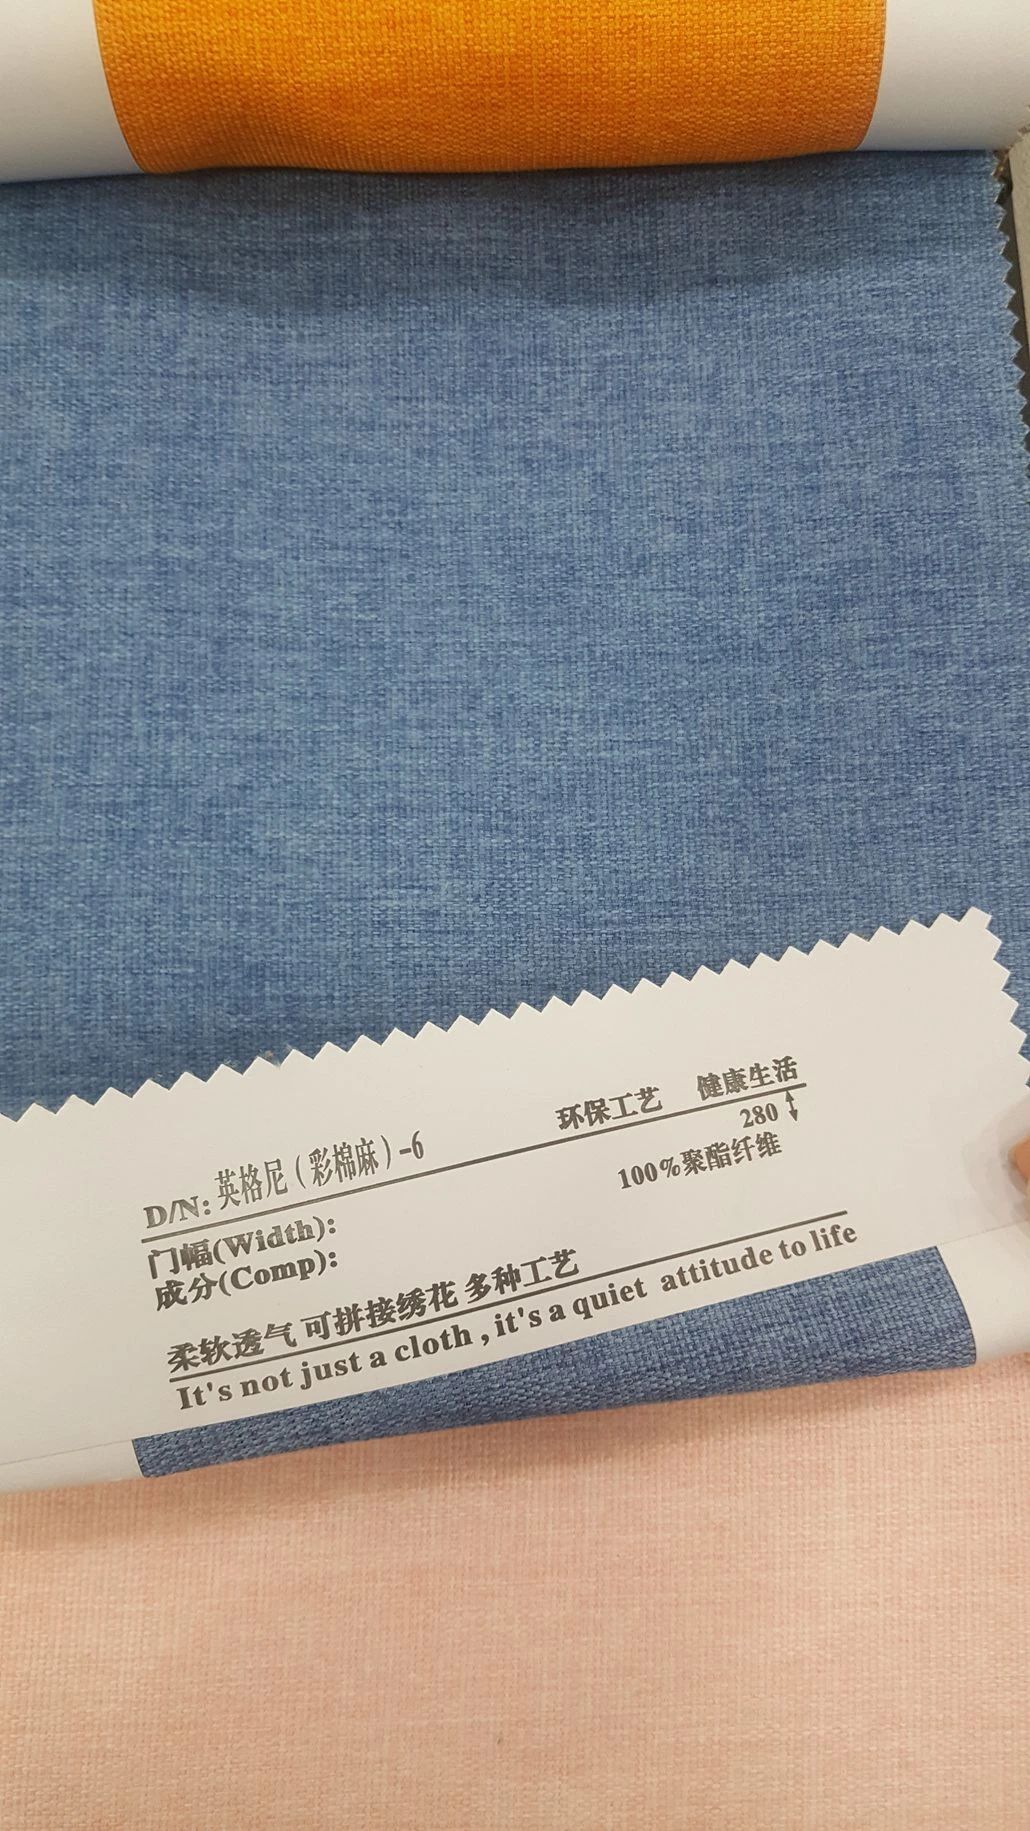 环保工艺 健康生活
D/N: 英格尼（彩棉麻）-6
门幅(Width): 280
成分(Comp): 100%聚酯纤维
柔软透气 可拼接绣花 多种工艺
It's not just a cloth , it's a quiet attitude to life